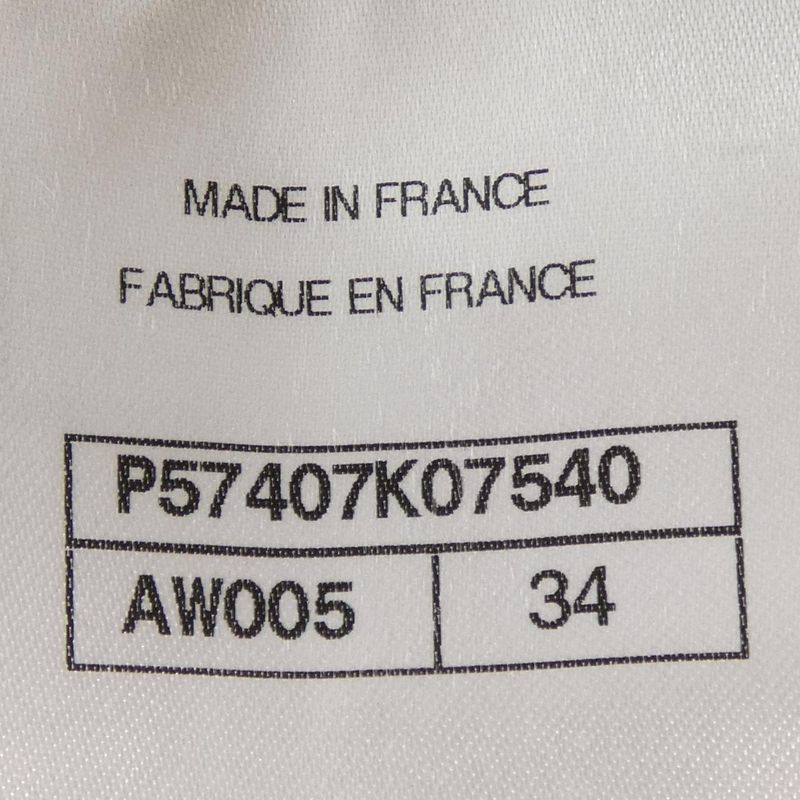 MADE IN FRANCE
FABRIQUE EN FRANCE
P57407K07540
AW005 34